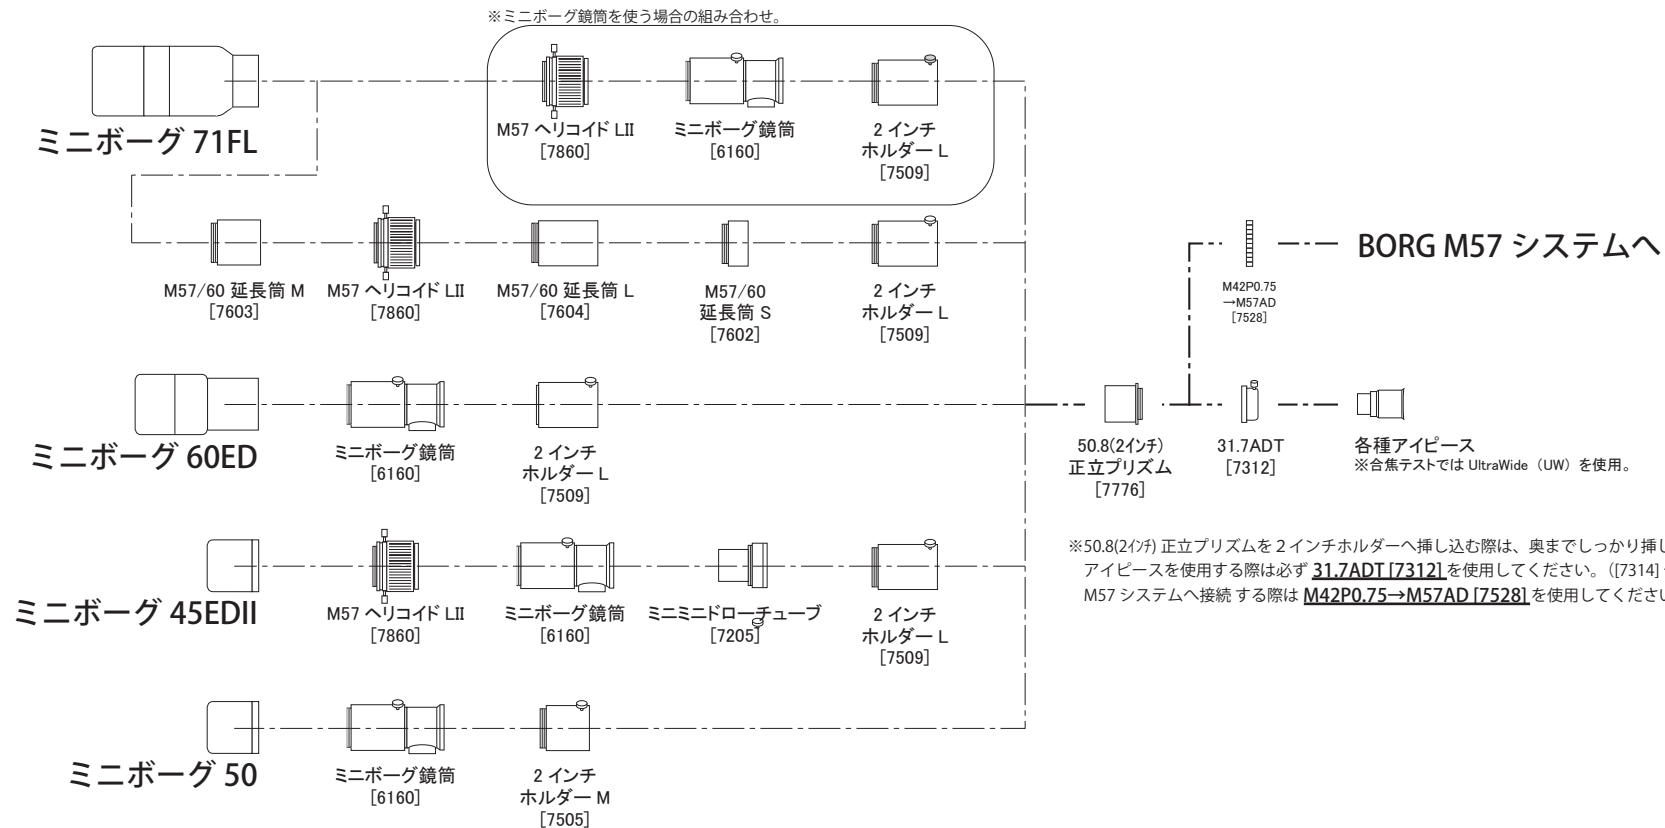 ※ミニボーグ鏡筒を使う場合の組み合わせ。
ミニボーグ 71FL
M57 ヘリコイド LII
[7860]
ミニボーグ鏡筒
[6160]
2 インチ
ホルダー L
[7509]
M57/60 延長筒 M
[7603]
M57 ヘリコイド LII
[7860]
M57/60 延長筒 L
[7604]
M57/60
延長筒 S
[7602]
2 インチ
ホルダー L
[7509]
M42P0.75
→M57AD
[7528]
BORG M57 システムへ
ミニボーグ 60ED
ミニボーグ鏡筒
[6160]
2 インチ
ホルダー L
[7509]
50.8(2インチ)
正立プリズム
[7776]
31.7ADT
[7312]
各種アイピース
※合焦テストでは UltraWide（UW）を使用。
※50.8(2インチ) 正立プリズムを 2 インチホルダーへ挿し込む際は、奥までしっかり挿し
アイピースを使用する際は必ず 31.7ADT [7312] を使用してください。（[7314]
M57 システムへ接続 する際は M42P0.75→M57AD [7528] を使用してください
ミニボーグ 45EDII
M57 ヘリコイド LII
[7860]
ミニボーグ鏡筒
[6160]
ミニミニドローチューブ
[7205]
2 インチ
ホルダー L
[7509]
ミニボーグ 50
ミニボーグ鏡筒
[6160]
2 インチ
ホルダー M
[7505]